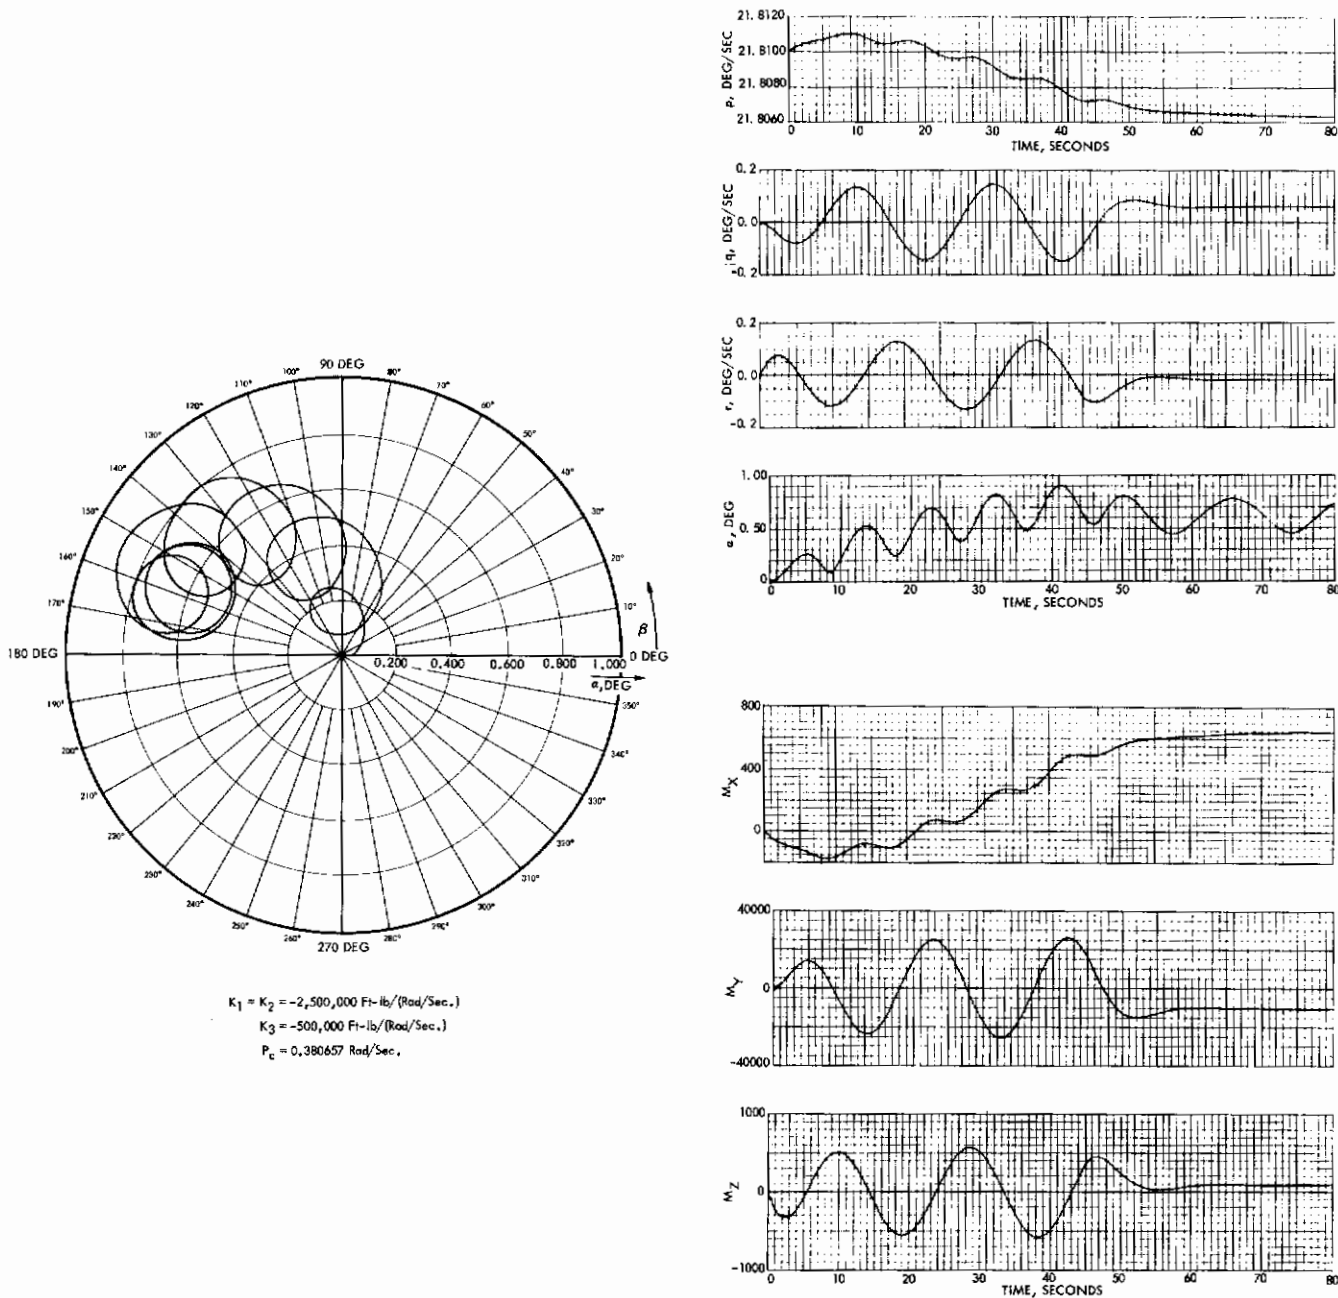 90 DEG
100°
80°
110°
70°
120°
60°
130°
50°
140°
40°
150°
30°
160°
20°
170°
10°
β
180 DEG
0.200 0.400 0.600 0.800 1.000
0 DEG
α, DEG
190°
350°
200°
340°
210°
330°
220°
320°
230°
310°
240°
300°
250°
290°
260°
280°
270 DEG
K1 = K2 = -2,500,000 Ft-lb/(Rad/Sec.)
K3 = -500,000 Ft-lb/(Rad/Sec.)
Pc = 0.380657 Rad/Sec.
P, DEG/SEC
21.8120
21.8100
21.8080
21.8060
0 10 20 30 40 50 60 70 80
TIME, SECONDS
q, DEG/SEC
0.2
0.0
-0.2
r, DEG/SEC
0.2
0.0
-0.2
α, DEG
1.00
0.50
0
0 10 20 30 40 50 60 70 80
TIME, SECONDS
MX
800
400
0
MY
40000
0
-40000
MZ
1000
0
-1000
0 10 20 30 40 50 60 70 80
TIME, SECONDS